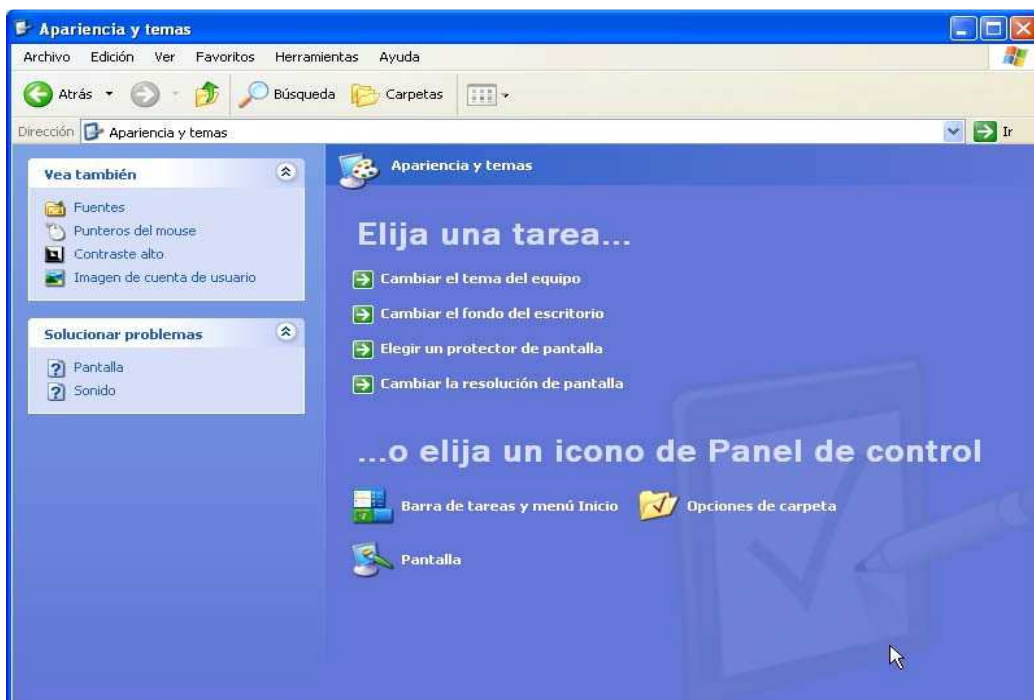 Apariencia y temas
Archivo Edición Ver Favoritos Herramientas Ayuda
Atrás Búsqueda Carpetas
Dirección Apariencia y temas Ir
Vea también
Fuentes
Punteros del mouse
Contraste alto
Imagen de cuenta de usuario
Solucionar problemas
Pantalla
Sonido
Apariencia y temas
Elija una tarea...
Cambiar el tema del equipo
Cambiar el fondo del escritorio
Elegir un protector de pantalla
Cambiar la resolución de pantalla
...o elija un icono de Panel de control
Barra de tareas y menú Inicio Opciones de carpeta
Pantalla